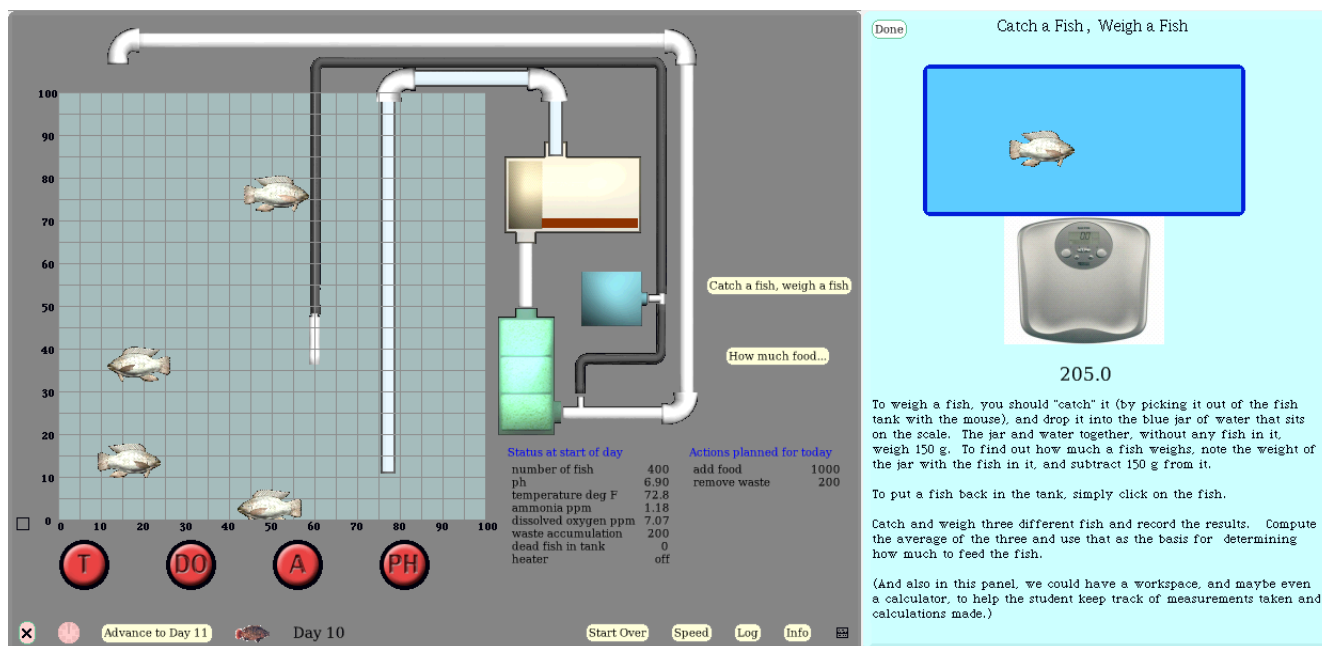 100
90
80
70
60
50
40
30
20
10
0
0 10 20 30 40 50 60 70 80 90 100
T DO A PH
Catch a fish, weigh a fish
How much food...
Status at start of day
number of fish 400
ph 6.90
temperature deg F 72.8
ammonia ppm 1.18
dissolved oxygen ppm 7.07
waste accumulation 200
dead fish in tank 0
heater off
Actions planned for today
add food 1000
remove waste 200
Advance to Day 11
Day 10
Start Over
Speed
Log
Info
Done
Catch a Fish, Weigh a Fish
205.0
To weigh a fish, you should "catch" it (by picking it out of the fish
tank with the mouse), and drop it into the blue jar of water that sits
on the scale. The jar and water together, without any fish in it,
weigh 150 g. To find out how much a fish weighs, note the weight of
the jar with the fish in it, and subtract 150 g from it.
To put a fish back in the tank, simply click on the fish.
Catch and weigh three different fish and record the results. Compute
the average of the three and use that as the basis for determining
how much to feed the fish.
(And also in this panel, we could have a workspace, and maybe even
a calculator, to help the student keep track of measurements taken and
calculations made.)